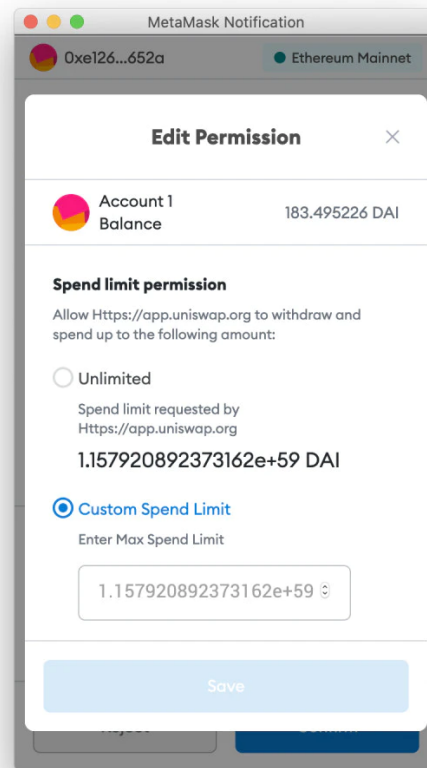 MetaMask Notification
0xe126...652a
Ethereum Mainnet
Edit Permission
Account 1
Balance
183.495226 DAI
Spend limit permission
Allow Https://app.uniswap.org to withdraw and
spend up to the following amount:
Unlimited
Spend limit requested by
Https://app.uniswap.org
1.157920892373162e+59 DAI
Custom Spend Limit
Enter Max Spend Limit
1.157920892373162e+59
Save